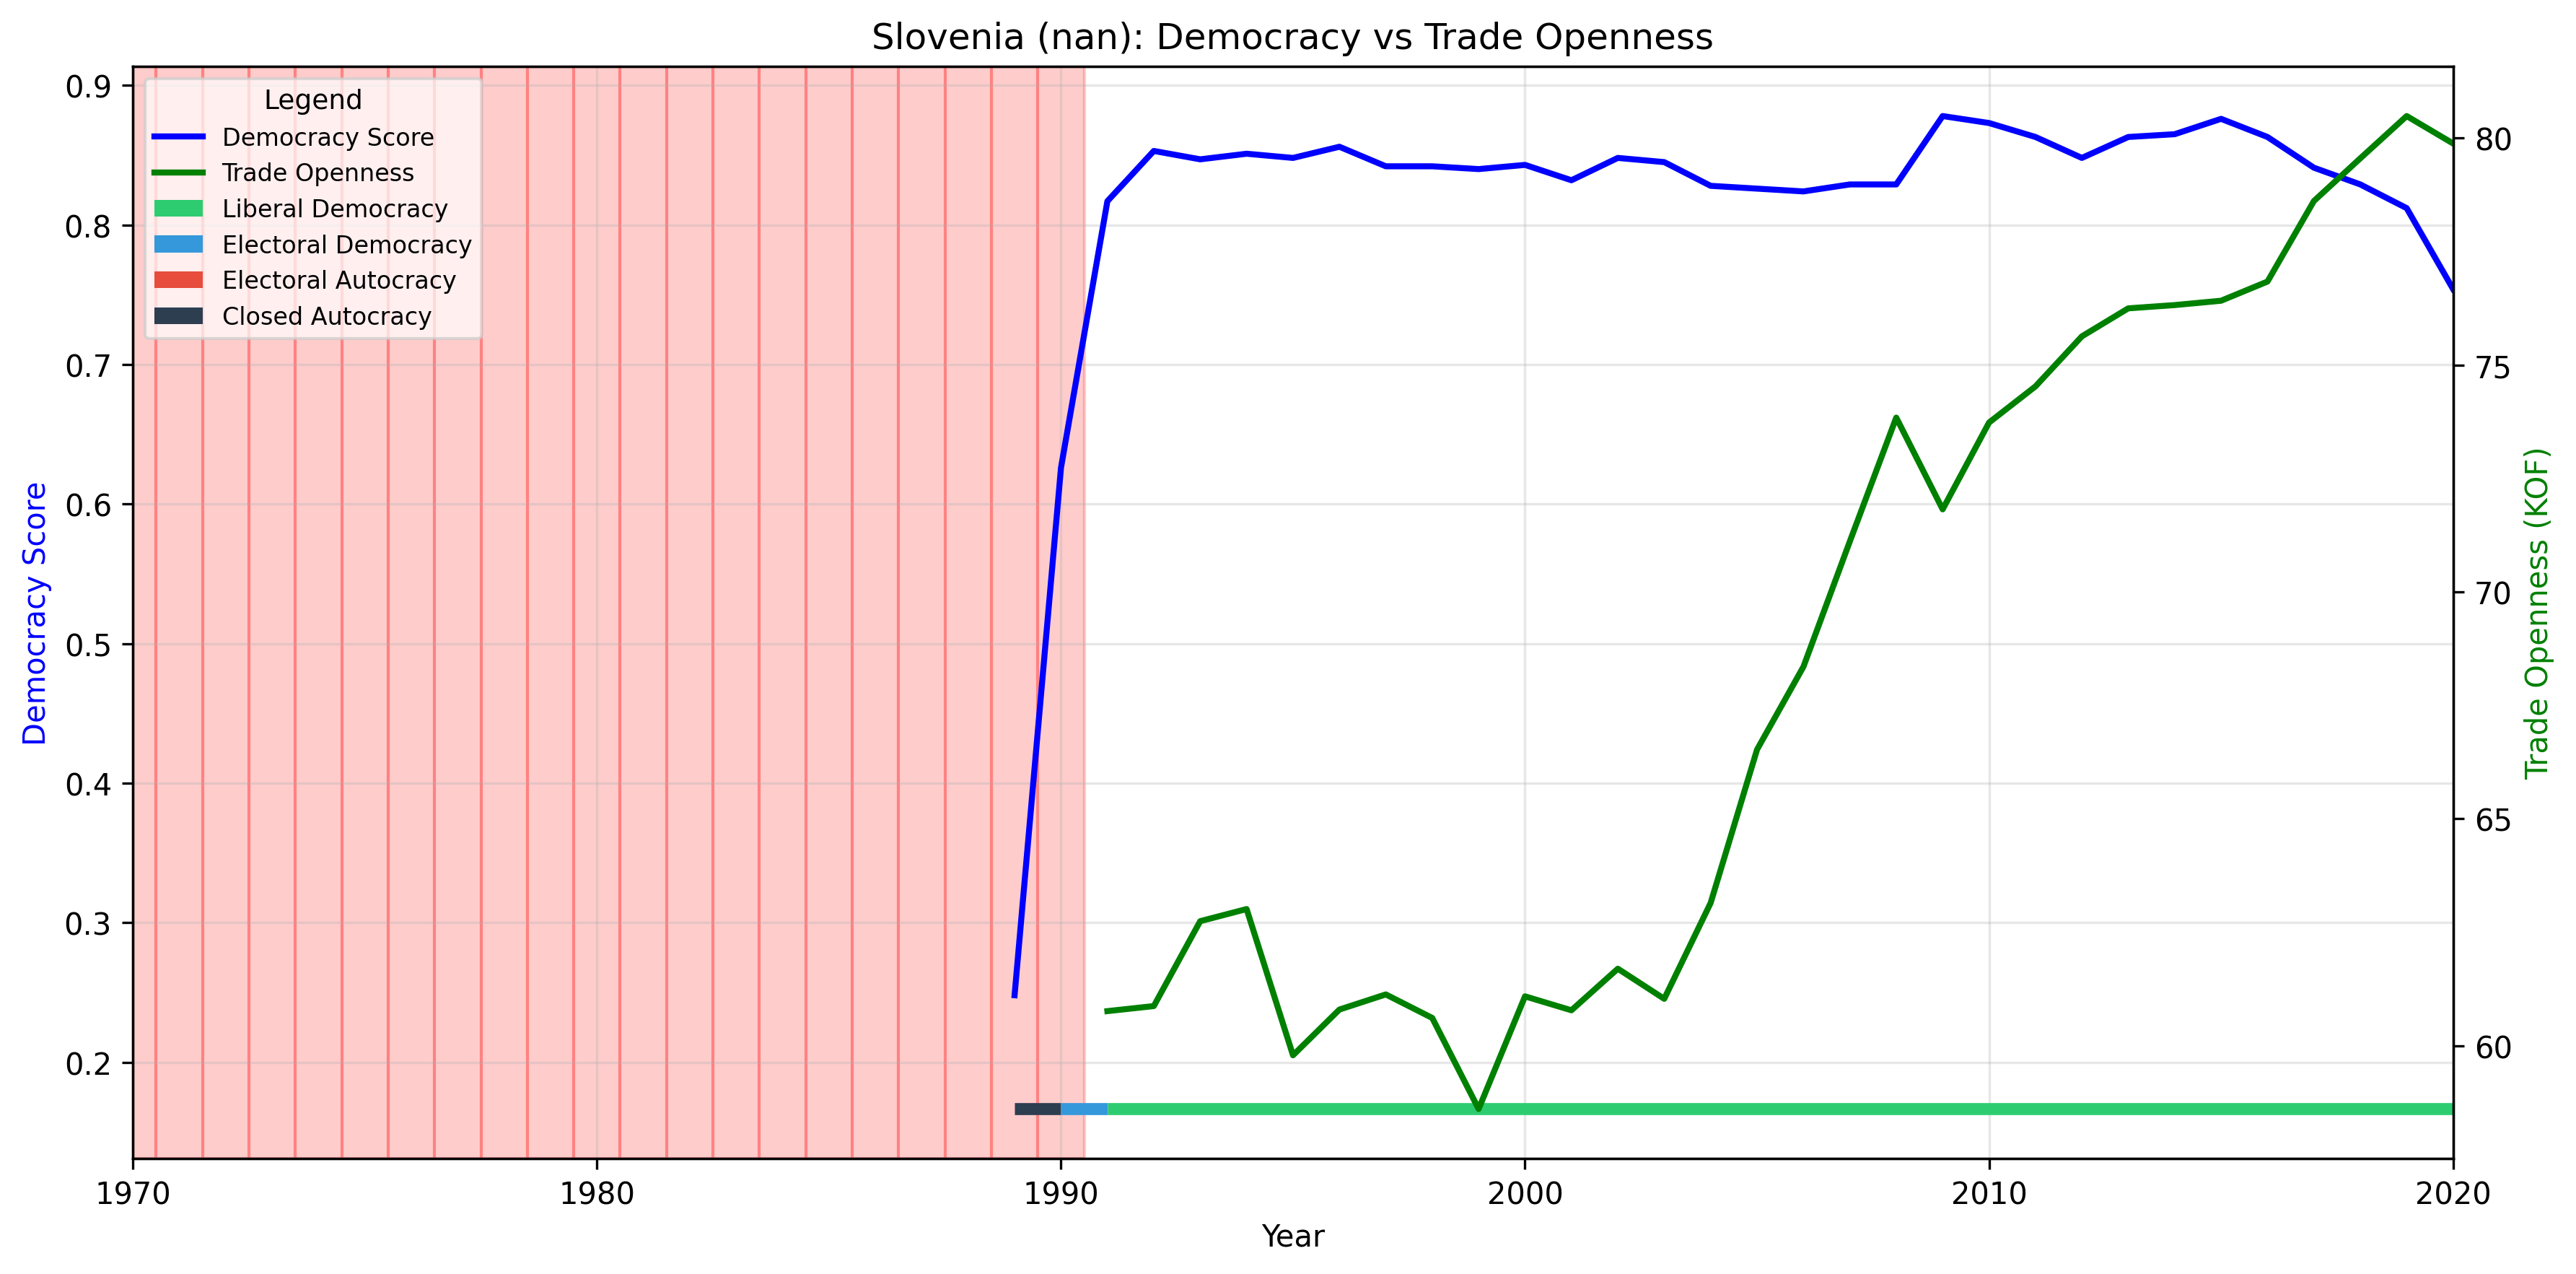 Slovenia (nan): Democracy vs Trade Openness
Legend
Democracy Score
Trade Openness
Liberal Democracy
Electoral Democracy
Electoral Autocracy
Closed Autocracy
Democracy Score
0.9
0.8
0.7
0.6
0.5
0.4
0.3
0.2
80
75
70
65
60
Trade Openness (KOF)
1970 1980 1990 2000 2010 2020
Year